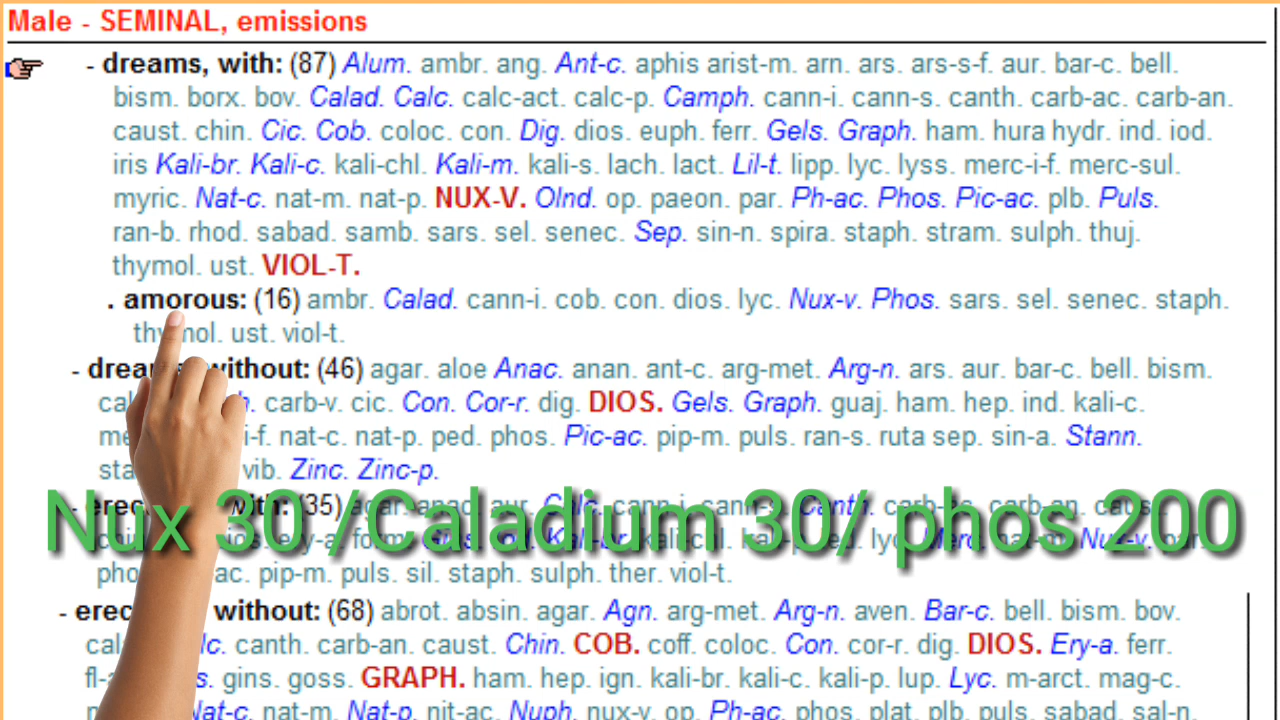 Male - SEMINAL, emissions
- dreams, with: (87) Alum. ambr. ang. Ant-c. aphis arist-m. arn. ars. ars-s-f. aur. bar-c. bell.
bism. borx. bov. Calad. Calc. calc-act. calc-p. Camph. cann-i. cann-s. canth. carb-ac. carb-an.
caust. chin. Cic. Cob. coloc. con. Dig. dios. euph. ferr. Gels. Graph. ham. hura hydr. ind. iod.
iris Kali-br. Kali-c. kali-chl. Kali-m. kali-s. lach. lact. Lil-t. lipp. lyc. lyss. merc-i-f. merc-sul.
myric. Nat-c. nat-m. nat-p. NUX-V. Olnd. op. paeon. par. Ph-ac. Phos. Pic-ac. plb. Puls.
ran-b. rhod. sabad. samb. sars. sel. senec. Sep. sin-n. spira. staph. stram. sulph. thuj.
thymol. ust. VIOL-T.
. amorous: (16) ambr. Calad. cann-i. cob. con. dios. lyc. Nux-v. Phos. sars. sel. senec. staph.
thymol. ust. viol-t.
- without: (46) agar. aloe Anac. anan. ant-c. arg-met. Arg-n. ars. aur. bar-c. bell. bism.
carb-v. cic. Con. Cor-r. dig. DIOS. Gels. Graph. guaj. ham. hep. ind. kali-c.
nat-c. nat-p. ped. phos. Pic-ac. pip-m. puls. ran-s. ruta sep. sin-a. Stann.
vib. Zinc. Zinc-p.
(35)
Nux 30 /Caladium 30/ phos 200
pip-m. puls. sil. staph. sulph. ther. viol-t.
- without: (68) abrot. absin. agar. Agn. arg-met. Arg-n. aven. Bar-c. bell. bism. bov.
canth. carb-an. caust. Chin. COB. coff. coloc. Con. cor-r. dig. DIOS. Ery-a. ferr.
gins. goss. GRAPH. ham. hep. ign. kali-br. kali-c. kali-p. lup. Lyc. m-arct. mag-c.
Nat-c. nat-m. Nat-p. nit-ac. Nuph. nux-v. op. Ph-ac. phos. plat. plb. puls. sabad. sal-n.